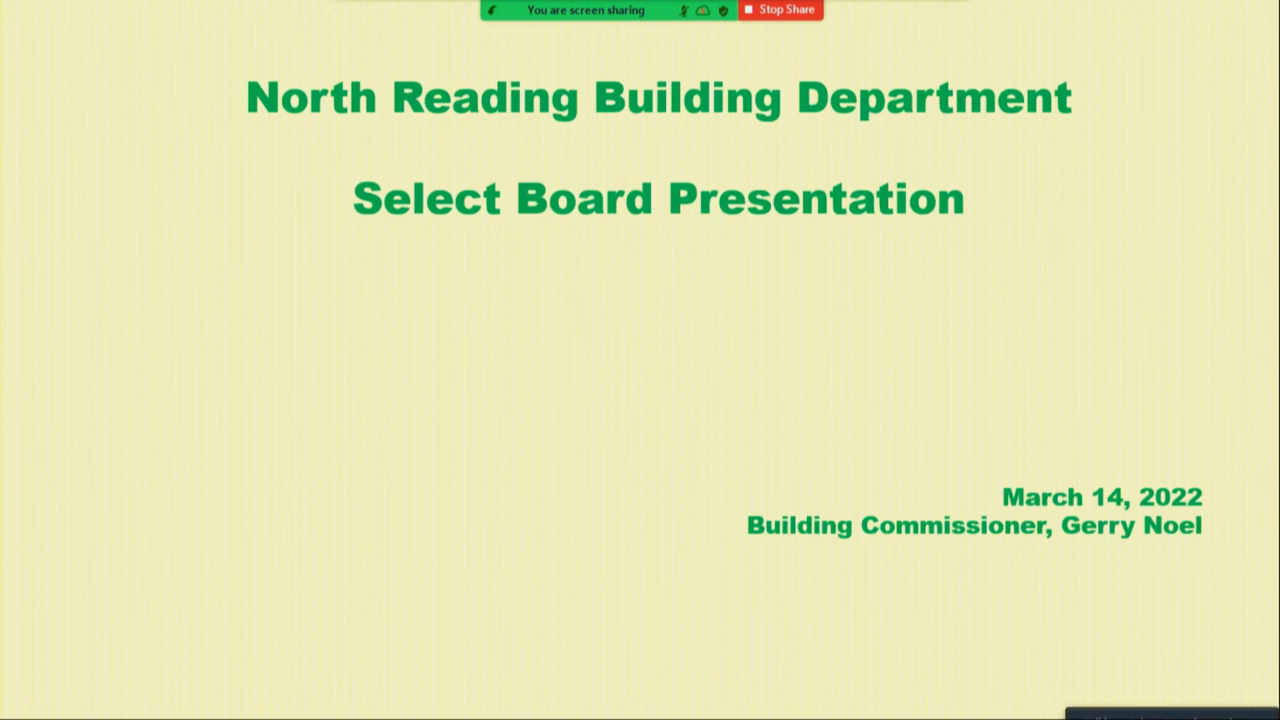 You are screen sharing
Stop Share
North Reading Building Department
Select Board Presentation
March 14, 2022
Building Commissioner, Gerry Noel